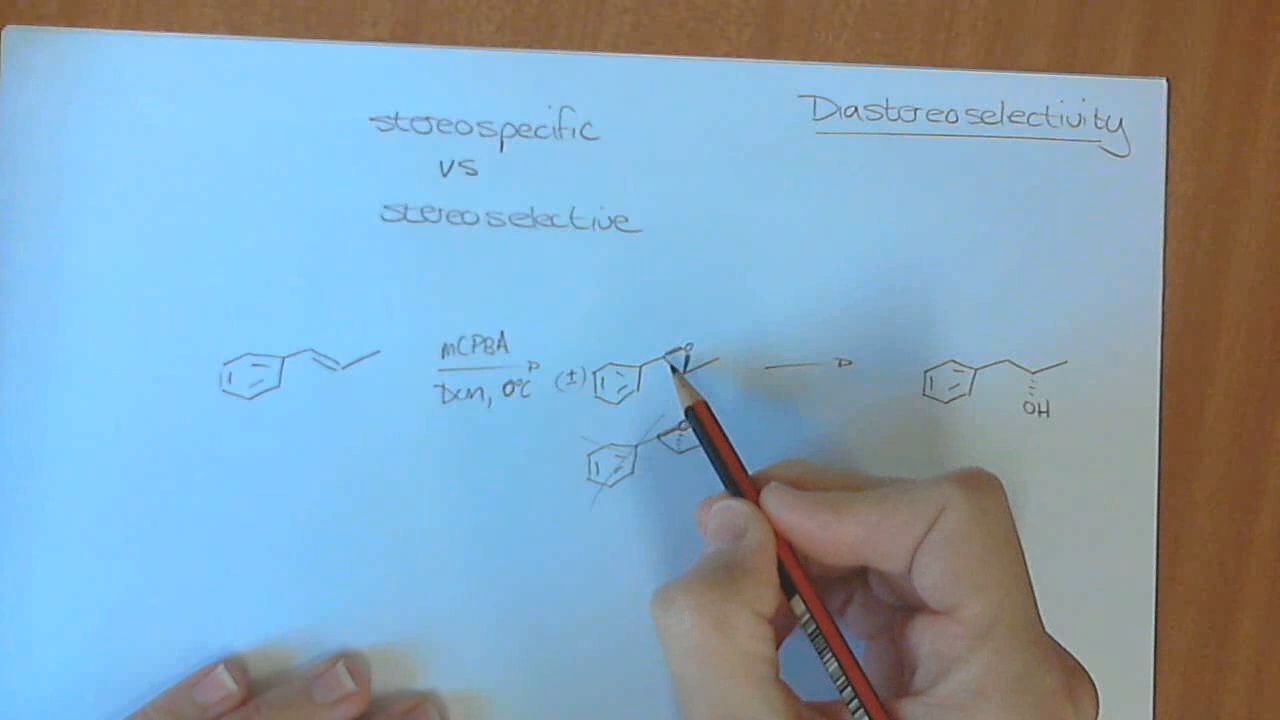 Diastereoselectivity
stereospecific
vs
stereoselective
mCPBA
DCM, 0°C
(±)
O
OH
O